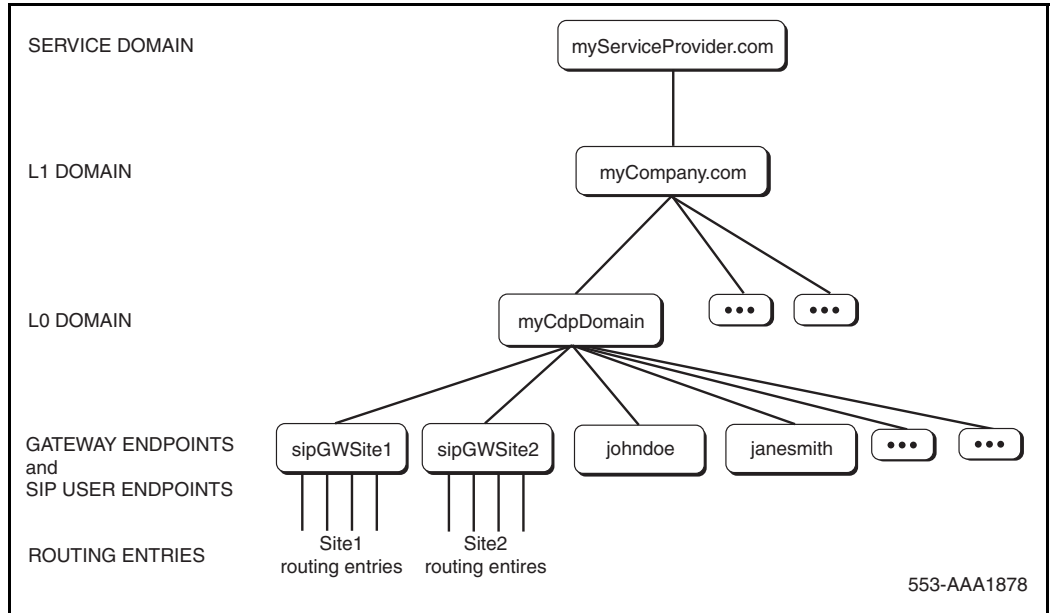 SERVICE DOMAIN
myServiceProvider.com
L1 DOMAIN
myCompany.com
L0 DOMAIN
myCdpDomain
•••
•••
GATEWAY ENDPOINTS
and
SIP USER ENDPOINTS
sipGWSite1
sipGWSite2
johndoe
janesmith
•••
•••
ROUTING ENTRIES
Site1
routing entries
Site2
routing entires
553-AAA1878